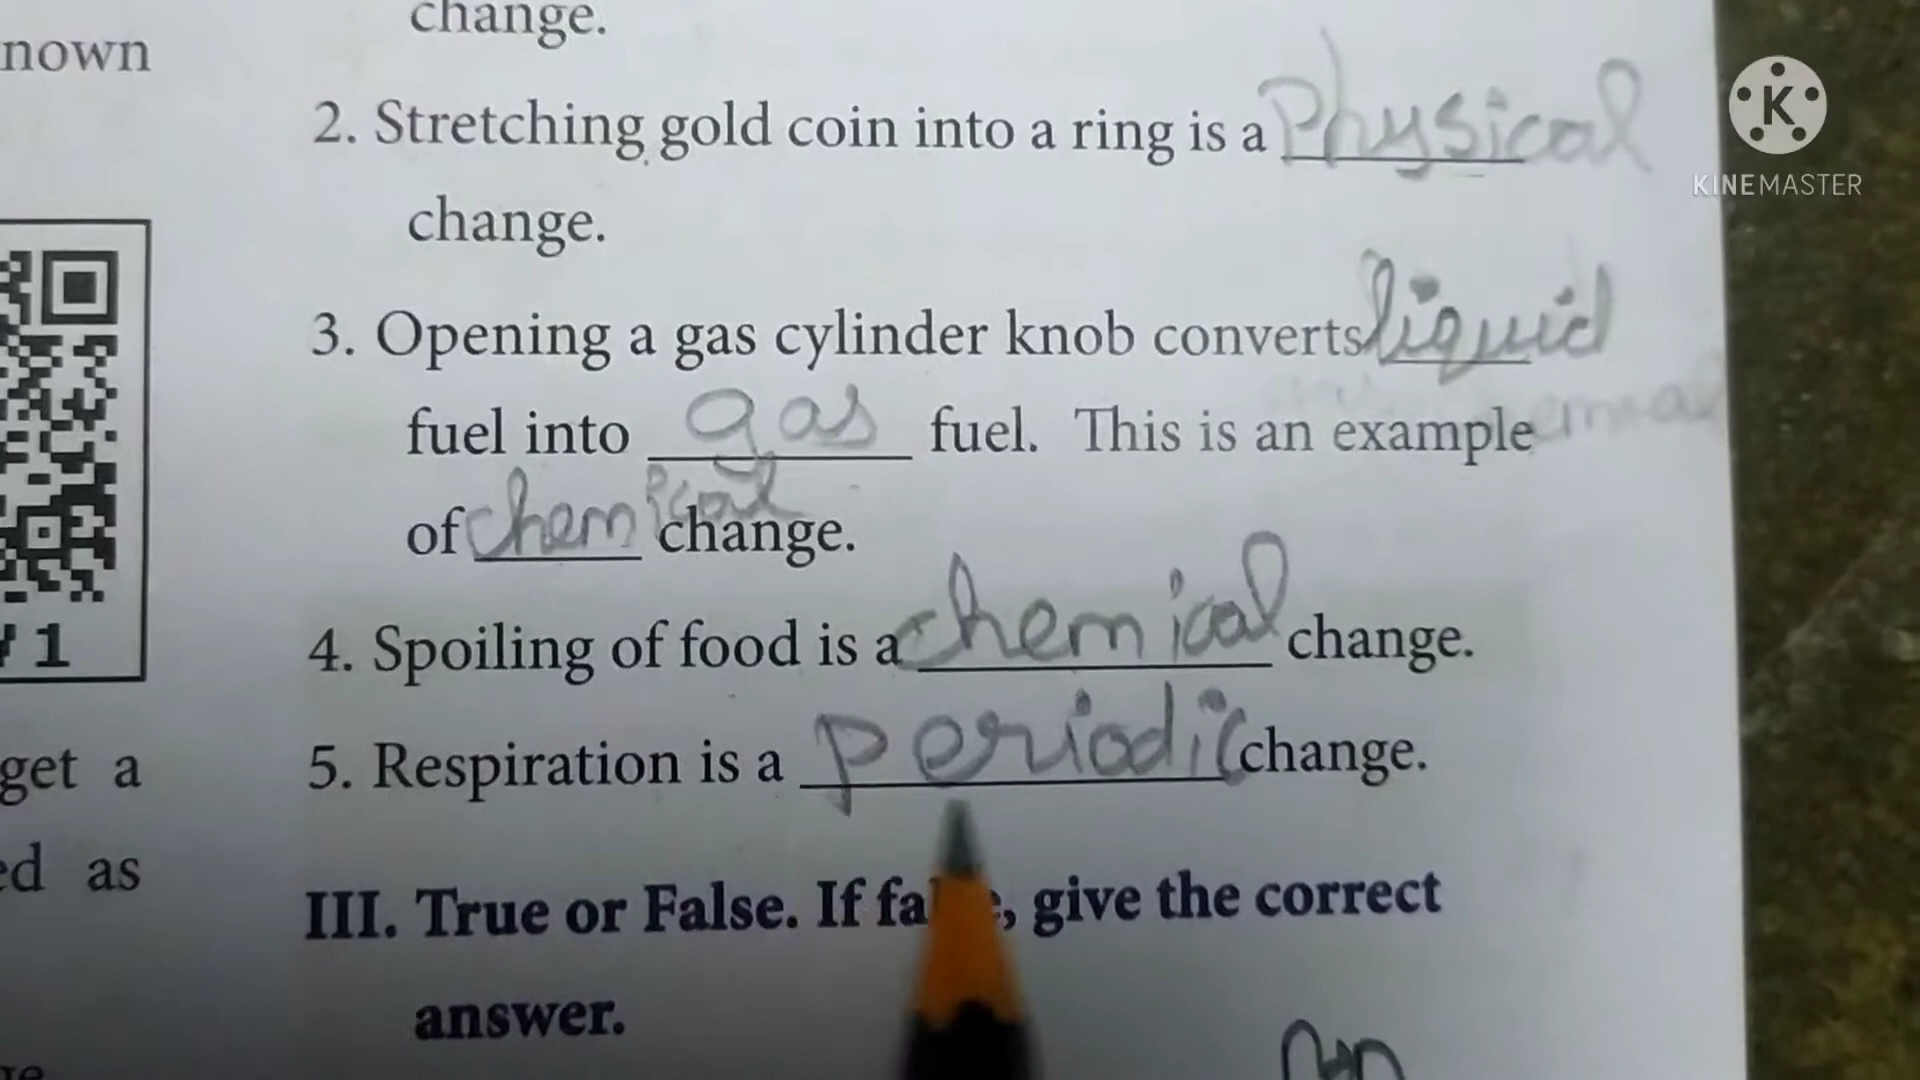 change.
nown
2. Stretching gold coin into a ring is a Physical
change.
KINEMASTER
3. Opening a gas cylinder knob converts liquid
fuel into gas fuel. This is an example
of chemical change.
4. Spoiling of food is a chemical change.
1
5. Respiration is a periodic change.
get a
ed as
III. True or False. If , give the correct
answer.